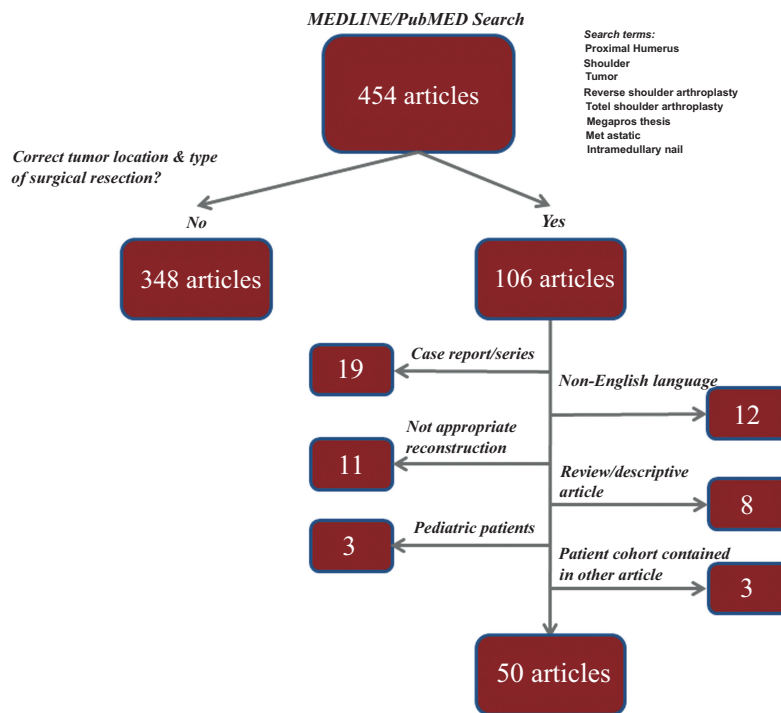 MEDLINE/PubMED Search
454 articles
Search terms:
Proximal Humerus
Shoulder
Tumor
Reverse shoulder arthroplasty
Totel shoulder arthroplasty
Megapros thesis
Met astatic
Intramedullary nail
Correct tumor location & type
of surgical resection?
No
Yes
348 articles
106 articles
Case report/series
19
Non-English language
12
Not appropriate
reconstruction
11
Review/descriptive
article
8
Pediatric patients
3
Patient cohort contained
in other article
3
50 articles